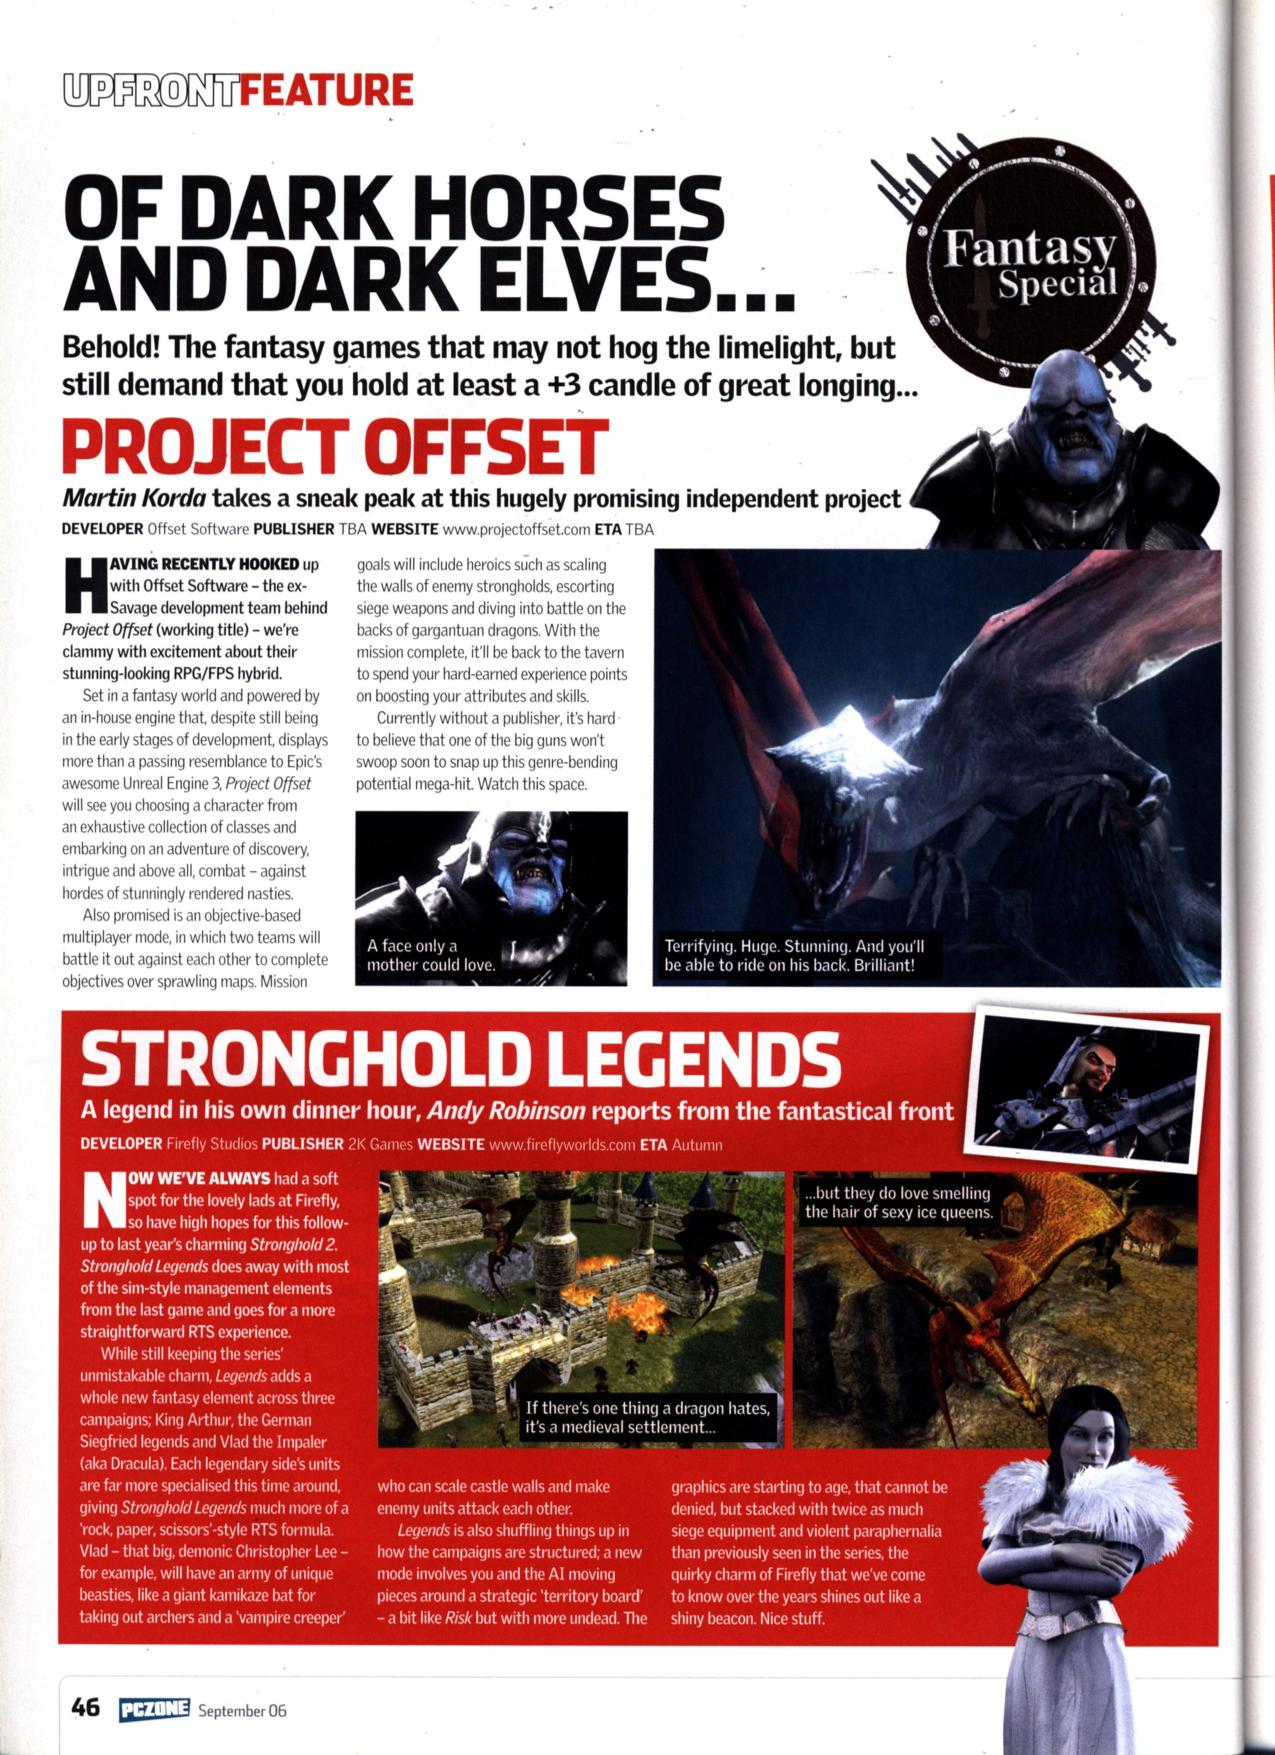 UPFRONTFEATURE
OF DARK HORSES
AND DARK ELVES...
Fantasy
Special
Behold! The fantasy games that may not hog the limelight, but
still demand that you hold at least a +3 candle of great longing...
PROJECT OFFSET
Martin Korda takes a sneak peak at this hugely promising independent project
DEVELOPER Offset Software PUBLISHER TBA WEBSITE www.projectoffset.com ETA TBA
HAVING RECENTLY HOOKED up
with Offset Software – the ex-
Savage development team behind
Project Offset (working title) – we're
clammy with excitement about their
stunning-looking RPG/FPS hybrid.
Set in a fantasy world and powered by
an in-house engine that, despite still being
in the early stages of development, displays
more than a passing resemblance to Epic's
awesome Unreal Engine 3, Project Offset
will see you choosing a character from
an exhaustive collection of classes and
embarking on an adventure of discovery,
intrigue and above all, combat – against
hordes of stunningly rendered nasties.
Also promised is an objective-based
multiplayer mode, in which two teams will
battle it out against each other to complete
objectives over sprawling maps. Mission
goals will include heroics such as scaling
the walls of enemy strongholds, escorting
siege weapons and diving into battle on the
backs of gargantuan dragons. With the
mission complete, it'll be back to the tavern
to spend your hard-earned experience points
on boosting your attributes and skills.
Currently without a publisher, it's hard
to believe that one of the big guns won't
swoop soon to snap up this genre-bending
potential mega-hit. Watch this space.
A face only a
mother could love.
Terrifying. Huge. Stunning. And you'll
be able to ride on his back. Brilliant!
STRONGHOLD LEGENDS
A legend in his own dinner hour, Andy Robinson reports from the fantastical front
DEVELOPER Firefly Studios PUBLISHER 2K Games WEBSITE www.fireflyworlds.com ETA Autumn
NOW WE'VE ALWAYS had a soft
spot for the lovely lads at Firefly,
so have high hopes for this follow-
up to last year's charming Stronghold 2.
Stronghold Legends does away with most
of the sim-style management elements
from the last game and goes for a more
straightforward RTS experience.
While still keeping the series'
unmistakable charm, Legends adds a
whole new fantasy element across three
campaigns; King Arthur, the German
Siegfried legends and Vlad the Impaler
(aka Dracula). Each legendary side's units
are far more specialised this time around,
giving Stronghold Legends much more of a
'rock, paper, scissors'-style RTS formula.
Vlad – that big, demonic Christopher Lee –
for example, will have an army of unique
beasties, like a giant kamikaze bat for
taking out archers and a 'vampire creeper'
If there's one thing a dragon hates,
it's a medieval settlement...
...but they do love smelling
the hair of sexy ice queens.
who can scale castle walls and make
enemy units attack each other.
Legends is also shuffling things up in
how the campaigns are structured; a new
mode involves you and the AI moving
pieces around a strategic 'territory board'
– a bit like Risk but with more undead. The
graphics are starting to age, that cannot be
denied, but stacked with twice as much
siege equipment and violent paraphernalia
than previously seen in the series, the
quirky charm of Firefly that we've come
to know over the years shines out like a
shiny beacon. Nice stuff.
46 PCZONE September 06